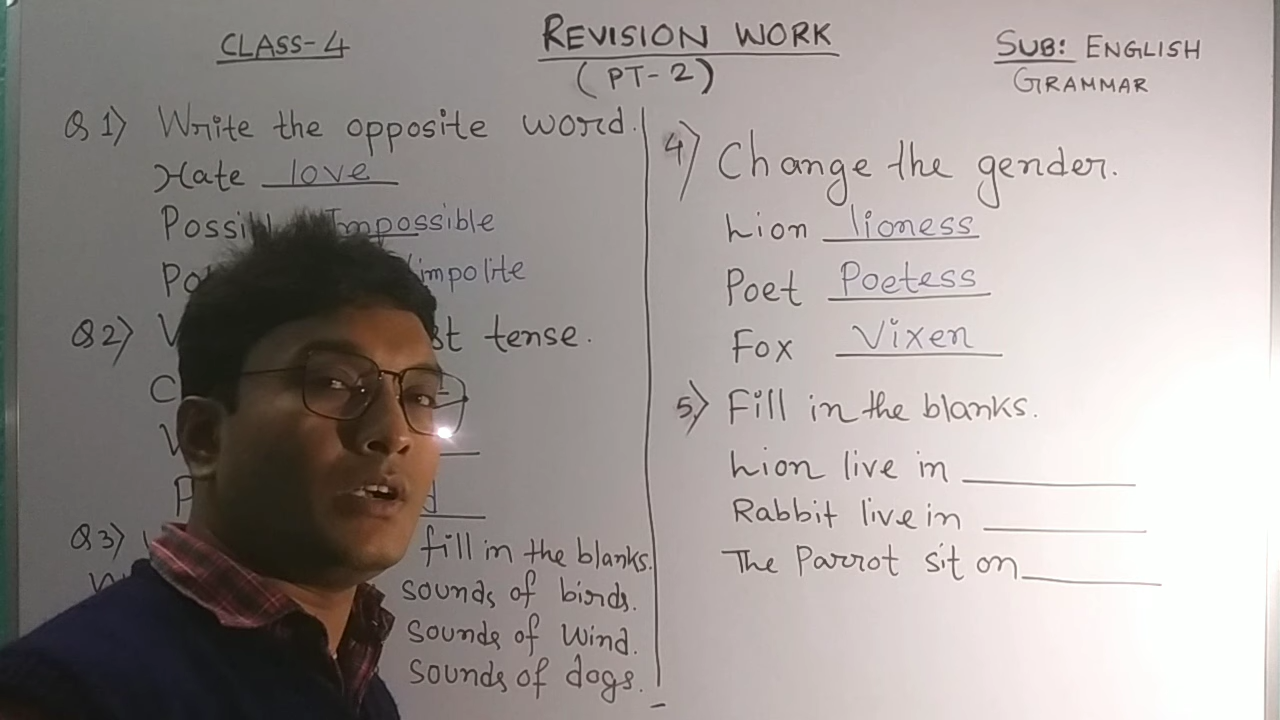 CLASS-4
REVISION WORK
(PT-2)
SUB: ENGLISH
GRAMMAR
Q 1) Write the opposite word.
Hate love
Impossible
impolite
Q2) tense.
Q3) fill in the blanks.
sounds of birds.
sounds of Wind.
sounds of dogs.
4) Change the gender.
Lion lioness
Poet Poetess
Fox Vixen
5) Fill in the blanks.
Lion live in
Rabbit live in
The Parrot sit on